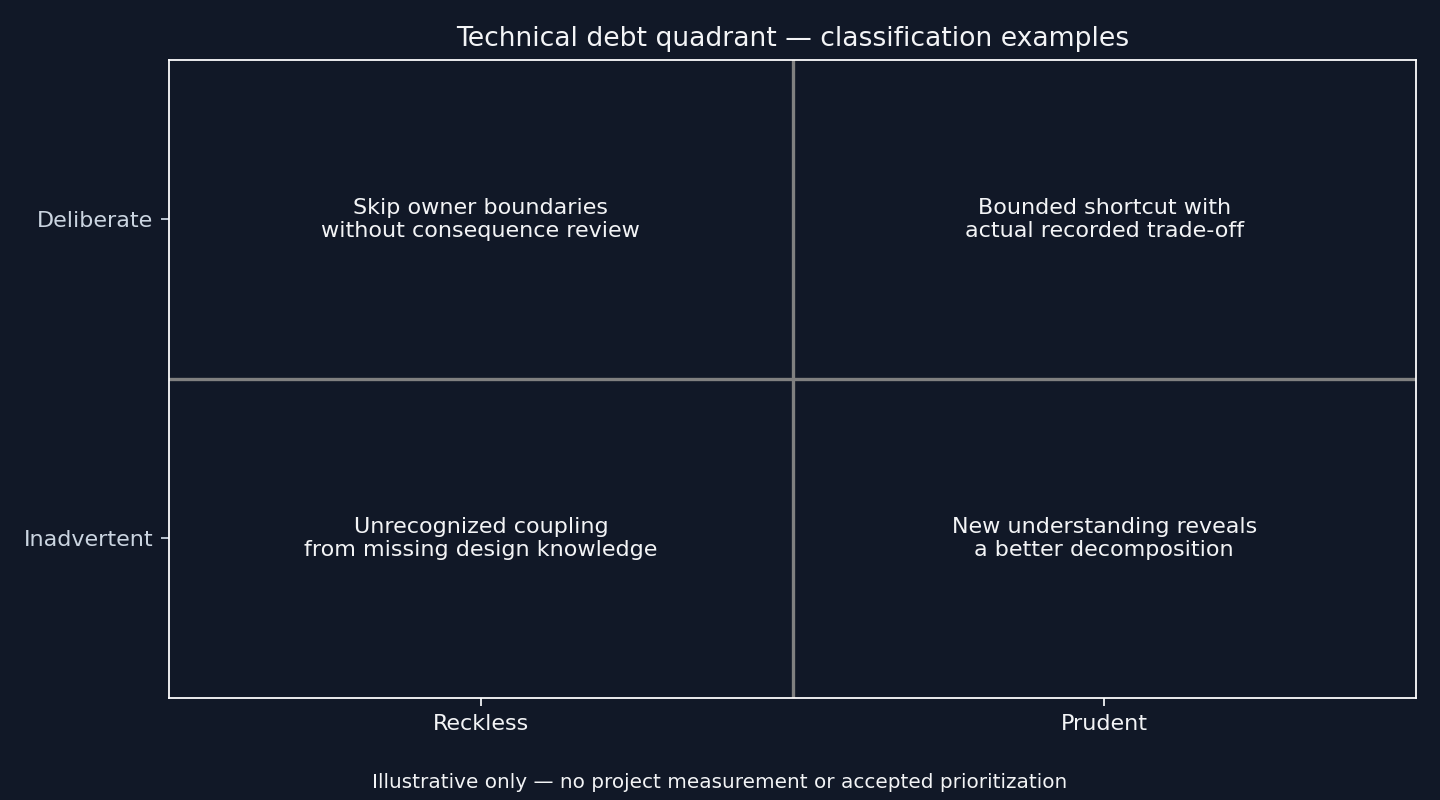 Technical debt quadrant — classification examples
Deliberate
Skip owner boundaries
without consequence review
Bounded shortcut with
actual recorded trade-off
Inadvertent
Unrecognized coupling
from missing design knowledge
New understanding reveals
a better decomposition
Reckless
Prudent
Illustrative only — no project measurement or accepted prioritization